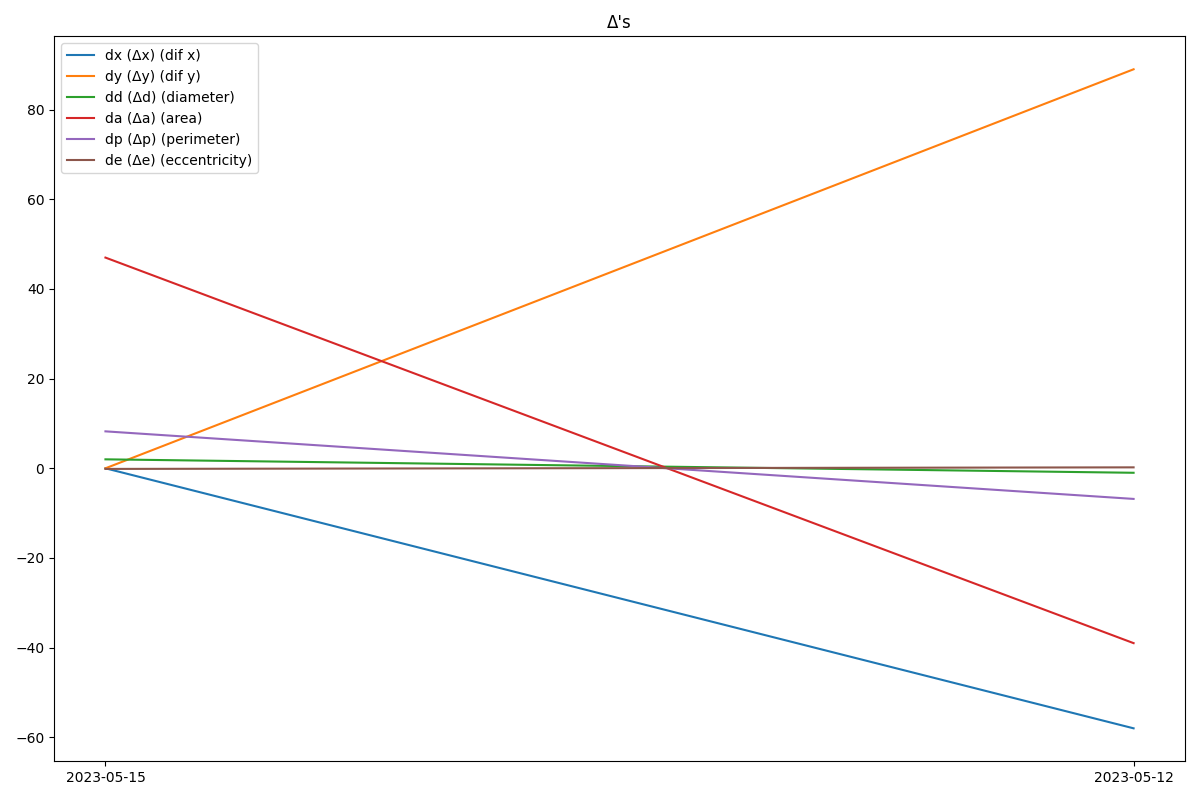 Δ's
dx (Δx) (dif x)
dy (Δy) (dif y)
dd (Δd) (diameter)
da (Δa) (area)
dp (Δp) (perimeter)
de (Δe) (eccentricity)
80
60
40
20
0
−20
−40
−60
2023-05-15 2023-05-12